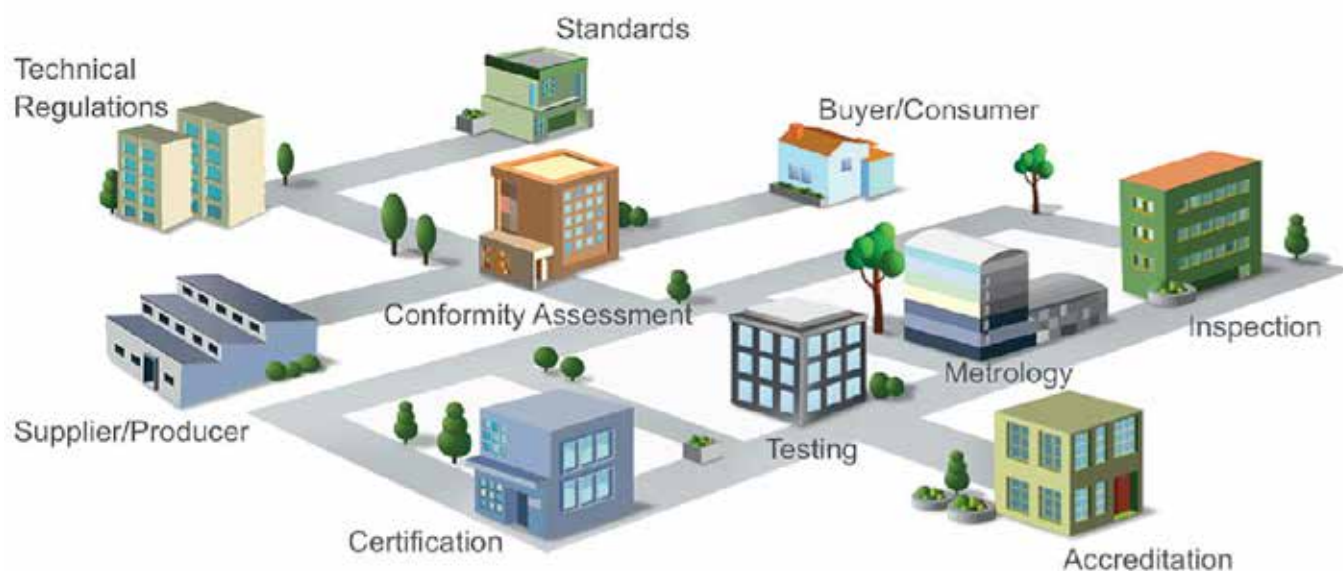 Standards
Technical
Regulations
Buyer/Consumer
Conformity Assessment
Inspection
Metrology
Supplier/Producer
Testing
Certification
Accreditation